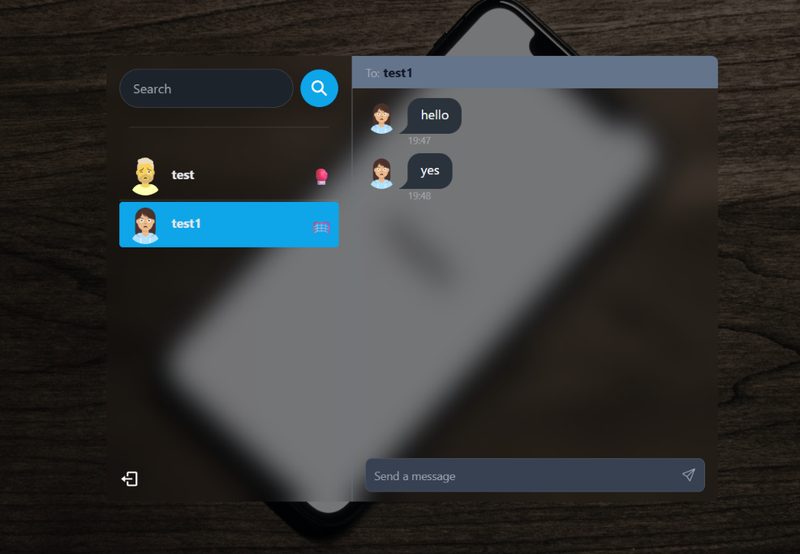 Search
test
test1
To: test1
hello
19:47
yes
19:48
Send a message